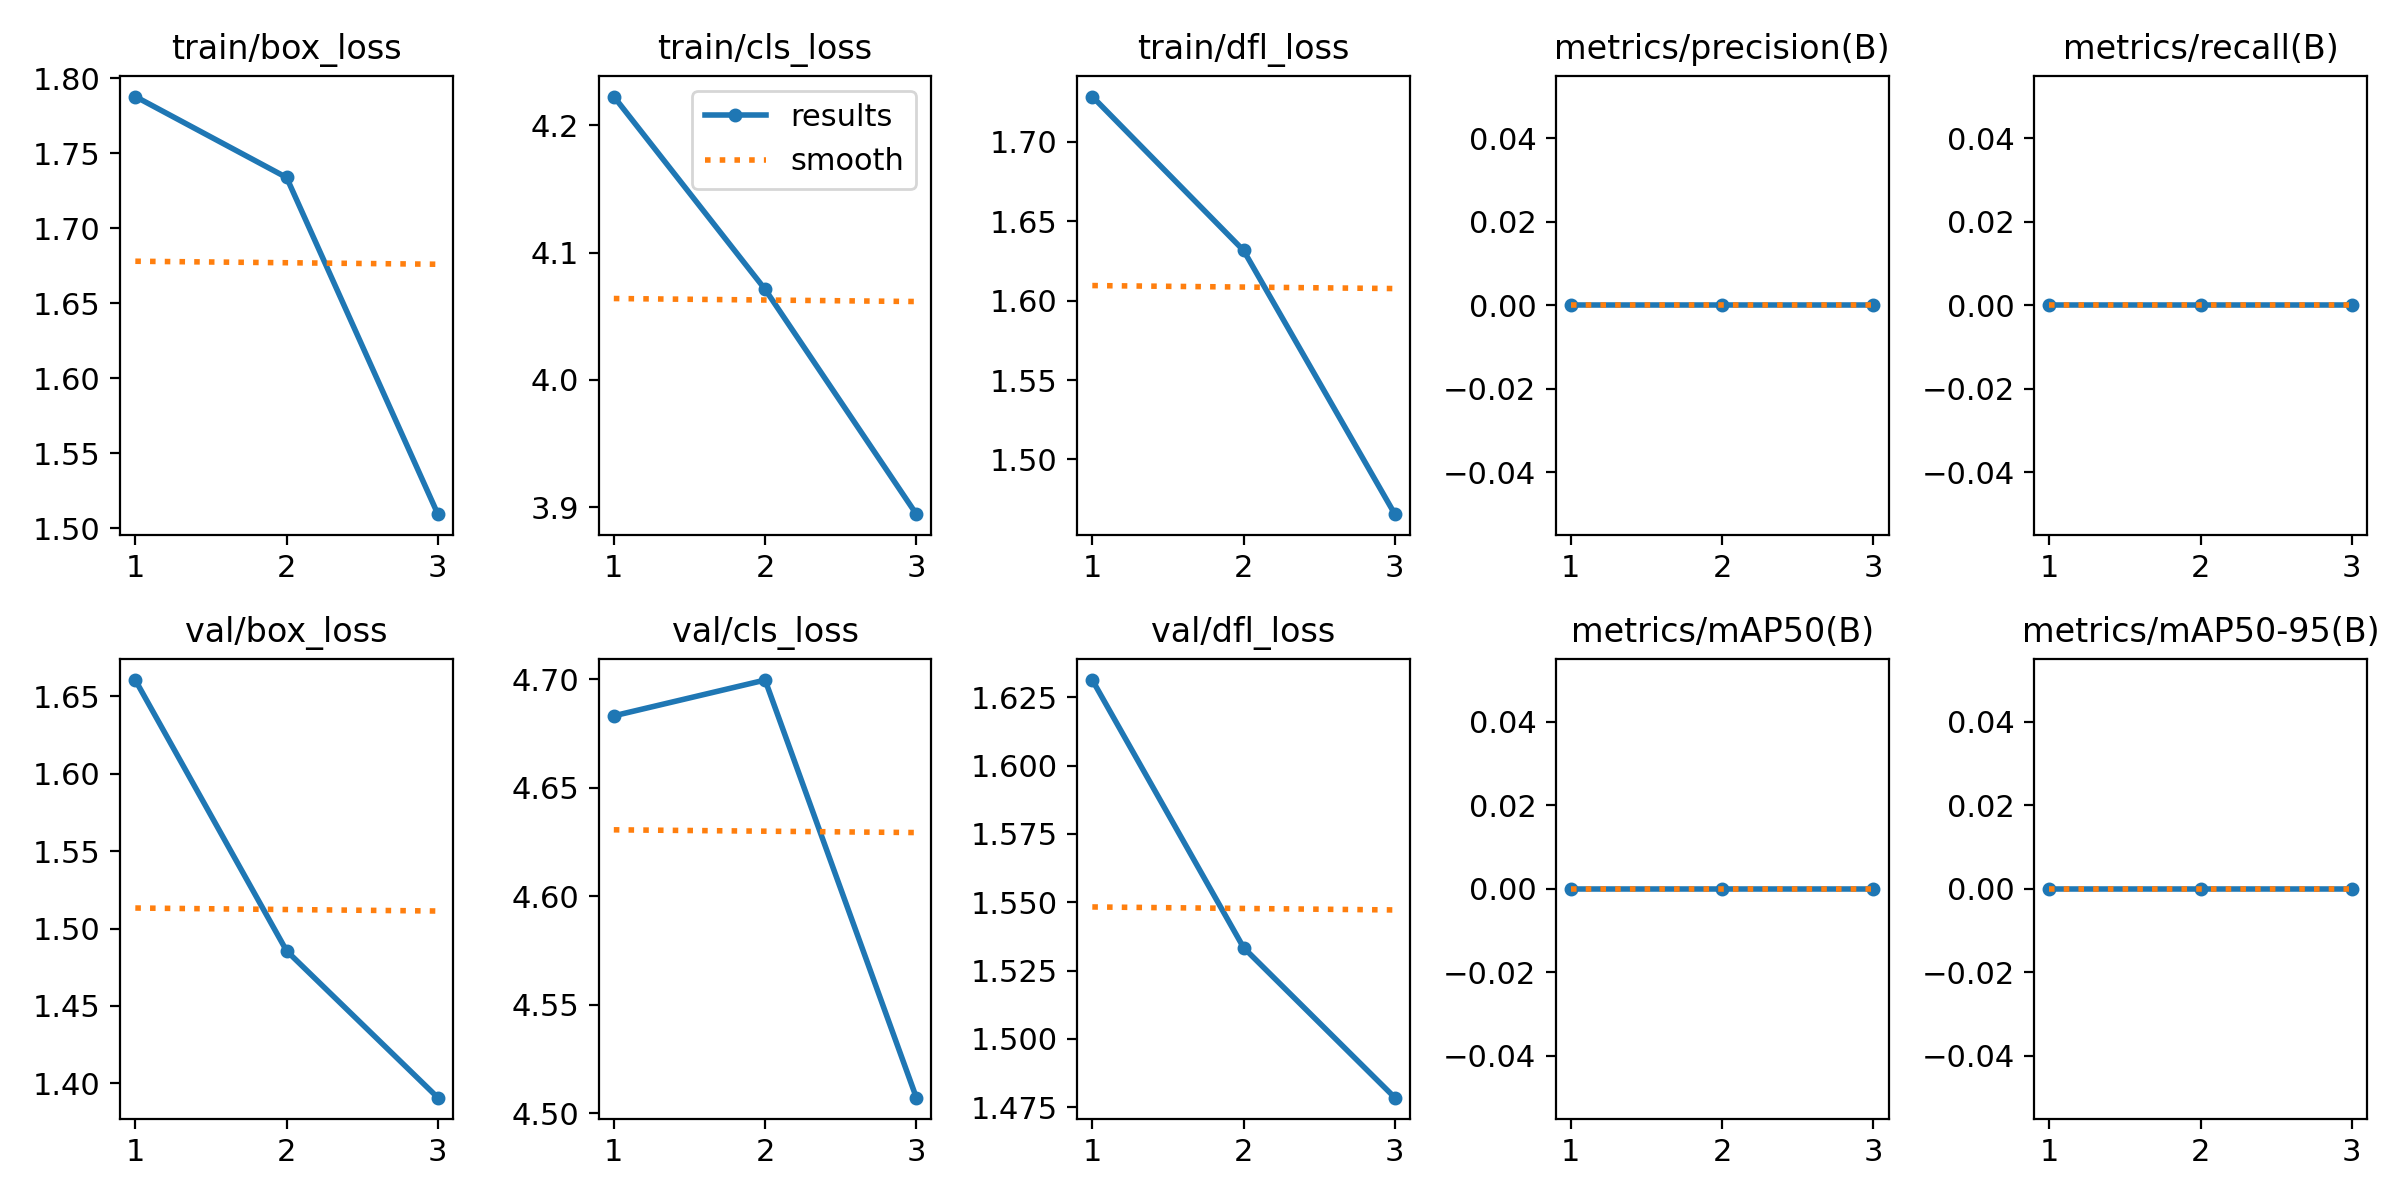 train/box_loss
1.80
1.75
1.70
1.65
1.60
1.55
1.50
1 2 3
train/cls_loss
results
smooth
4.2
4.1
4.0
3.9
1 2 3
train/dfl_loss
1.70
1.65
1.60
1.55
1.50
1 2 3
metrics/precision(B)
0.04
0.02
0.00
−0.02
−0.04
1 2 3
metrics/recall(B)
0.04
0.02
0.00
−0.02
−0.04
1 2 3
val/box_loss
1.65
1.60
1.55
1.50
1.45
1.40
1 2 3
val/cls_loss
4.70
4.65
4.60
4.55
4.50
1 2 3
val/dfl_loss
1.625
1.600
1.575
1.550
1.525
1.500
1.475
1 2 3
metrics/mAP50(B)
0.04
0.02
0.00
−0.02
−0.04
1 2 3
metrics/mAP50-95(B)
0.04
0.02
0.00
−0.02
−0.04
1 2 3